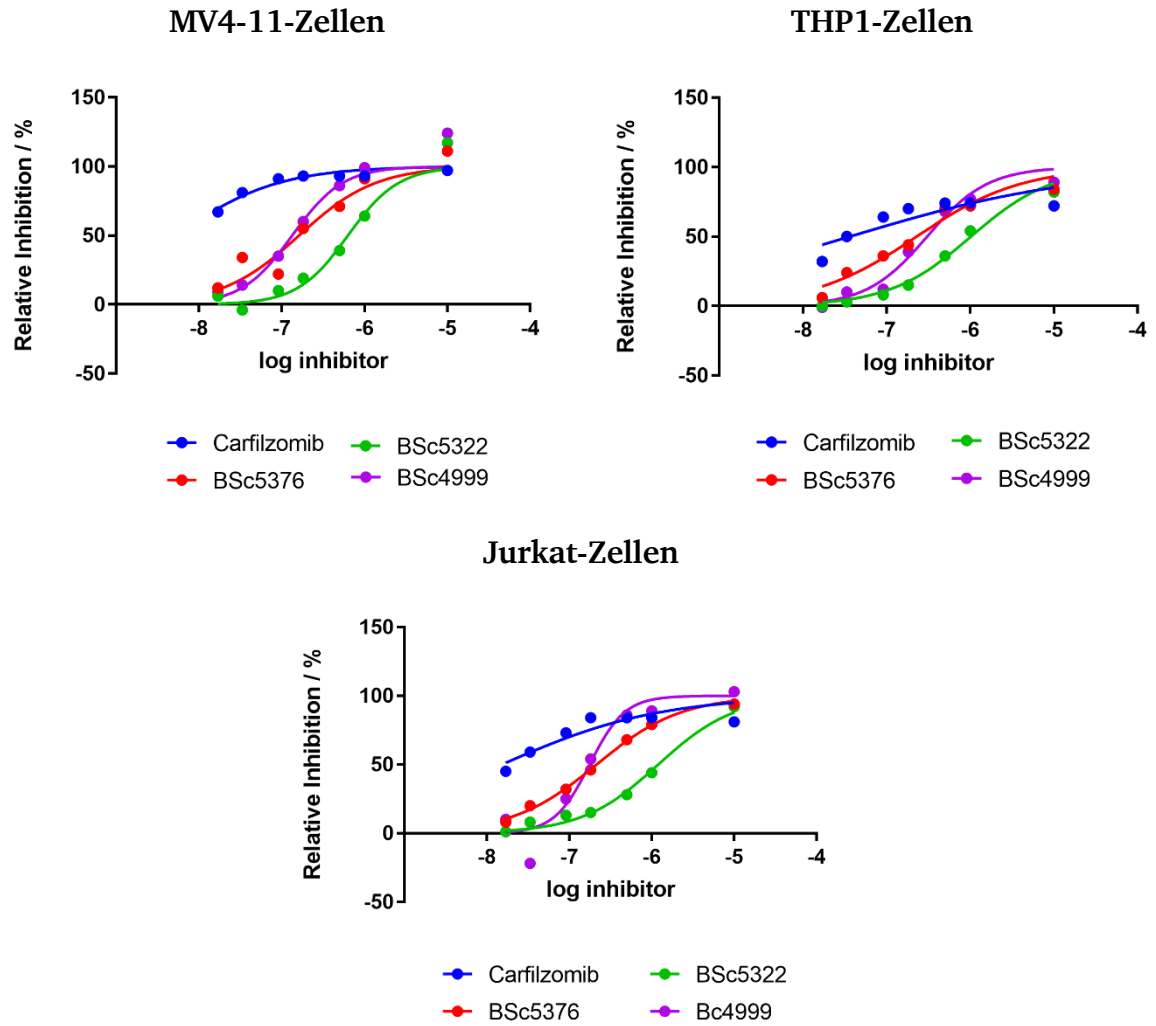 MV4-11-Zellen
Relative Inhibition / %
150
100
50
0
-50
-8 -7 -6 -5 -4
log inhibitor
Carfilzomib BSc5322
BSc5376 BSc4999
THP1-Zellen
Relative Inhibition / %
150
100
50
0
-50
-8 -7 -6 -5 -4
log inhibitor
Carfilzomib BSc5322
BSc5376 BSc4999
Jurkat-Zellen
Relative Inhibition / %
150
100
50
0
-50
-8 -7 -6 -5 -4
log inhibitor
Carfilzomib BSc5322
BSc5376 Bc4999